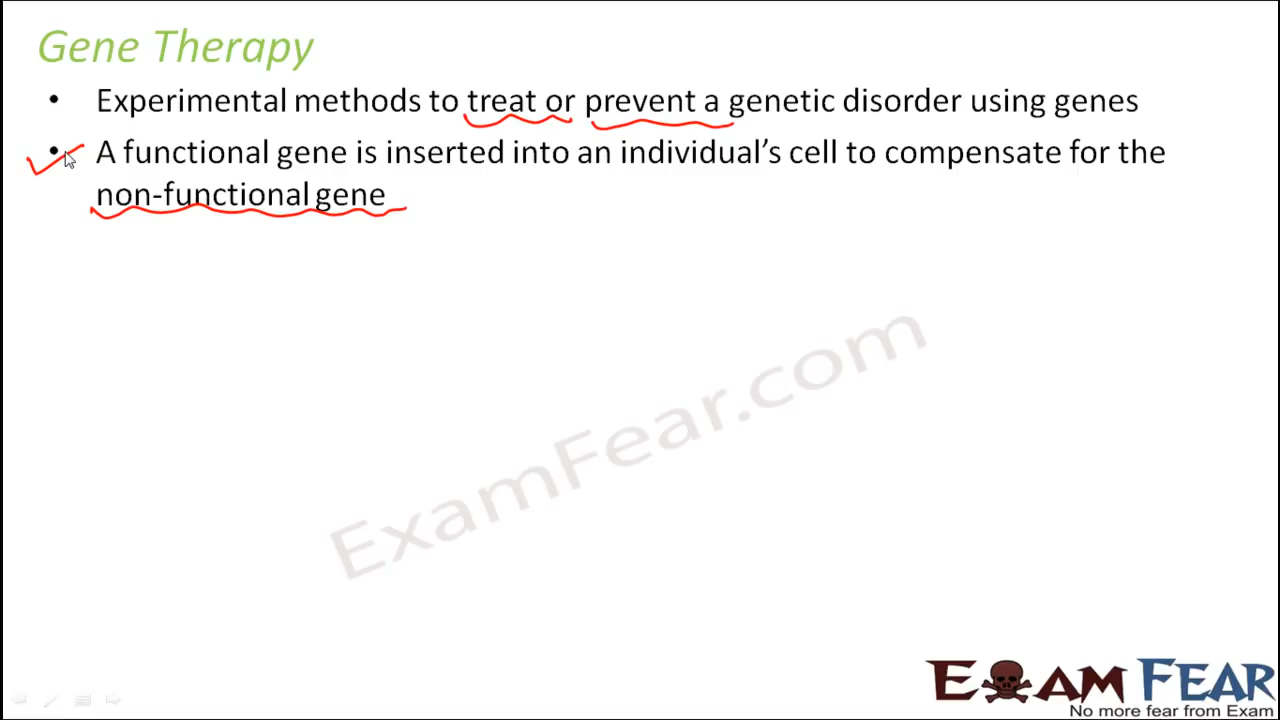 Gene Therapy
• Experimental methods to treat or prevent a genetic disorder using genes
• A functional gene is inserted into an individual's cell to compensate for the
non-functional gene
ExamFear.com
EXAM FEAR
No more fear from Exam